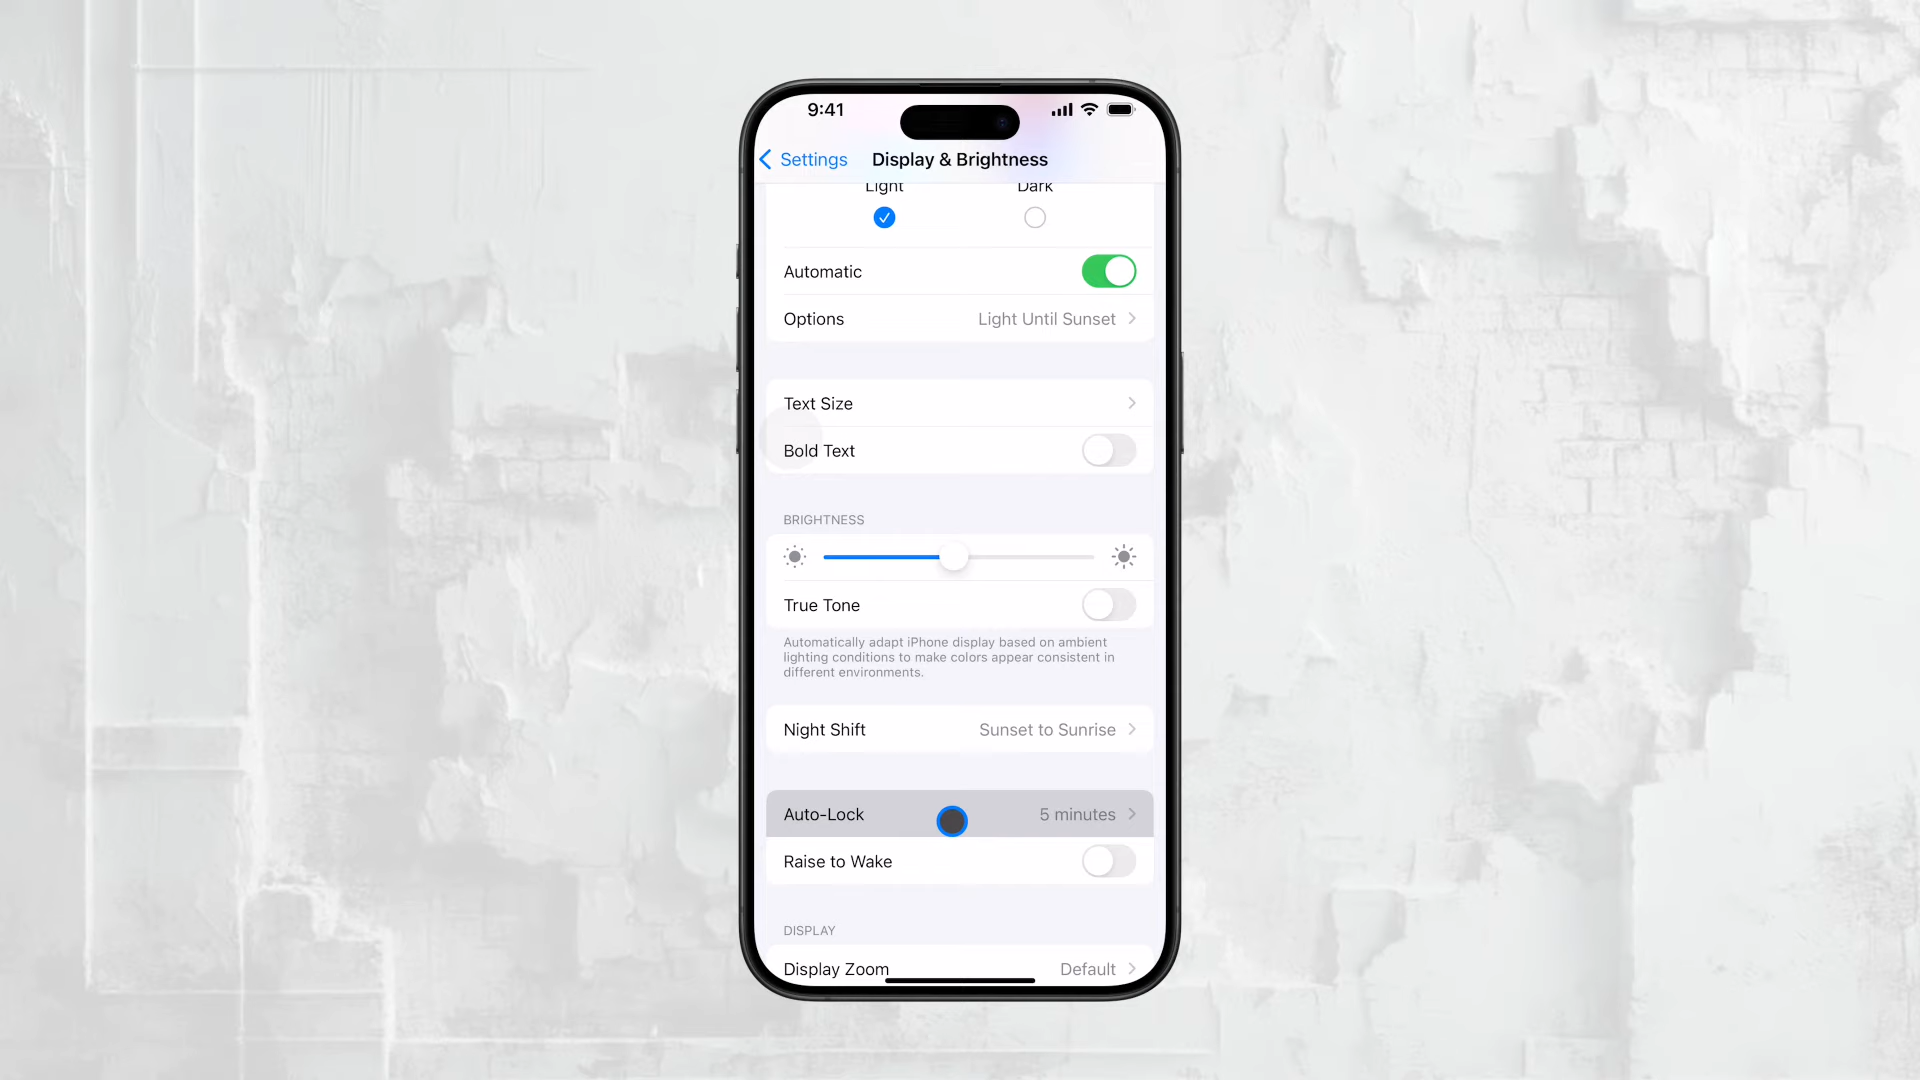 9:41
Settings
Display & Brightness
Light
Dark
Automatic
Options
Light Until Sunset
Text Size
Bold Text
BRIGHTNESS
True Tone
Automatically adapt iPhone display based on ambient
lighting conditions to make colors appear consistent in
different environments.
Night Shift
Sunset to Sunrise
Auto-Lock
5 minutes
Raise to Wake
DISPLAY
Display Zoom
Default